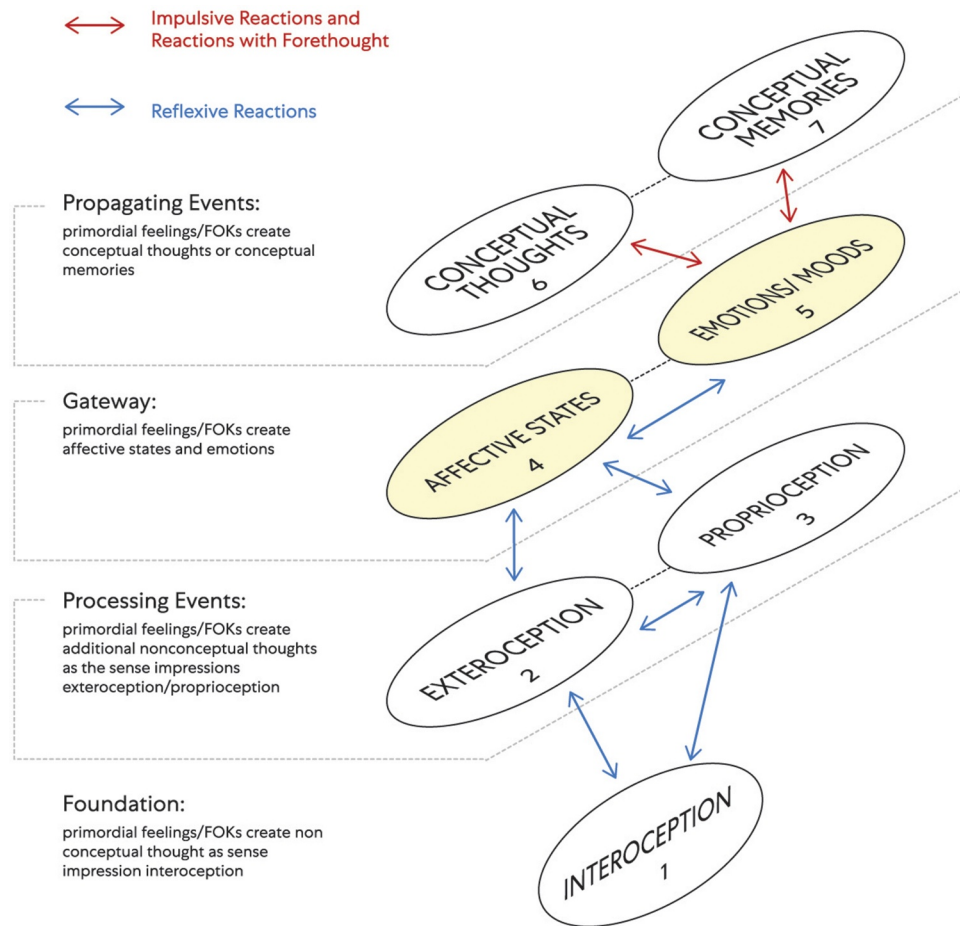 Impulsive Reactions and
Reactions with Forethought
Reflexive Reactions
CONCEPTUAL
MEMORIES
7
Propagating Events:
primordial feelings/FOKs create
conceptual thoughts or conceptual
memories
CONCEPTUAL
THOUGHTS
6
EMOTIONS/ MOODS
5
Gateway:
primordial feelings/FOKs create
affective states and emotions
AFFECTIVE STATES
4
PROPRIOCEPTION
3
Processing Events:
primordial feelings/FOKs create
additional nonconceptual thoughts
as the sense impressions
exteroception/proprioception
EXTEROCEPTION
2
Foundation:
primordial feelings/FOKs create non
conceptual thought as sense
impression interoception
INTEROCEPTION
1